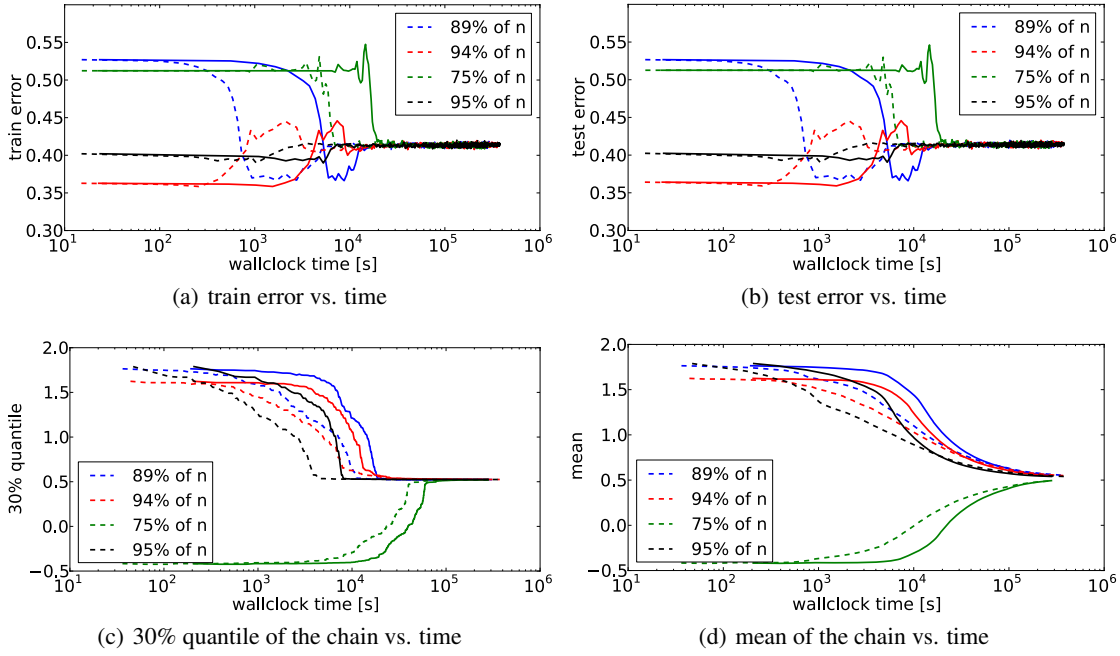 0.55
0.50
0.45
0.40
0.35
0.30
train error
89% of n
94% of n
75% of n
95% of n
10^1
10^2
10^3
10^4
10^5
10^6
wallclock time [s]
(a) train error vs. time
0.55
0.50
0.45
0.40
0.35
0.30
test error
89% of n
94% of n
75% of n
95% of n
10^1
10^2
10^3
10^4
10^5
10^6
wallclock time [s]
(b) test error vs. time
2.0
1.5
1.0
0.5
0.0
−0.5
30% quantile
89% of n
94% of n
75% of n
95% of n
10^1
10^2
10^3
10^4
10^5
10^6
wallclock time [s]
(c) 30% quantile of the chain vs. time
2.0
1.5
1.0
0.5
0.0
−0.5
mean
89% of n
94% of n
75% of n
95% of n
10^1
10^2
10^3
10^4
10^5
10^6
wallclock time [s]
(d) mean of the chain vs. time